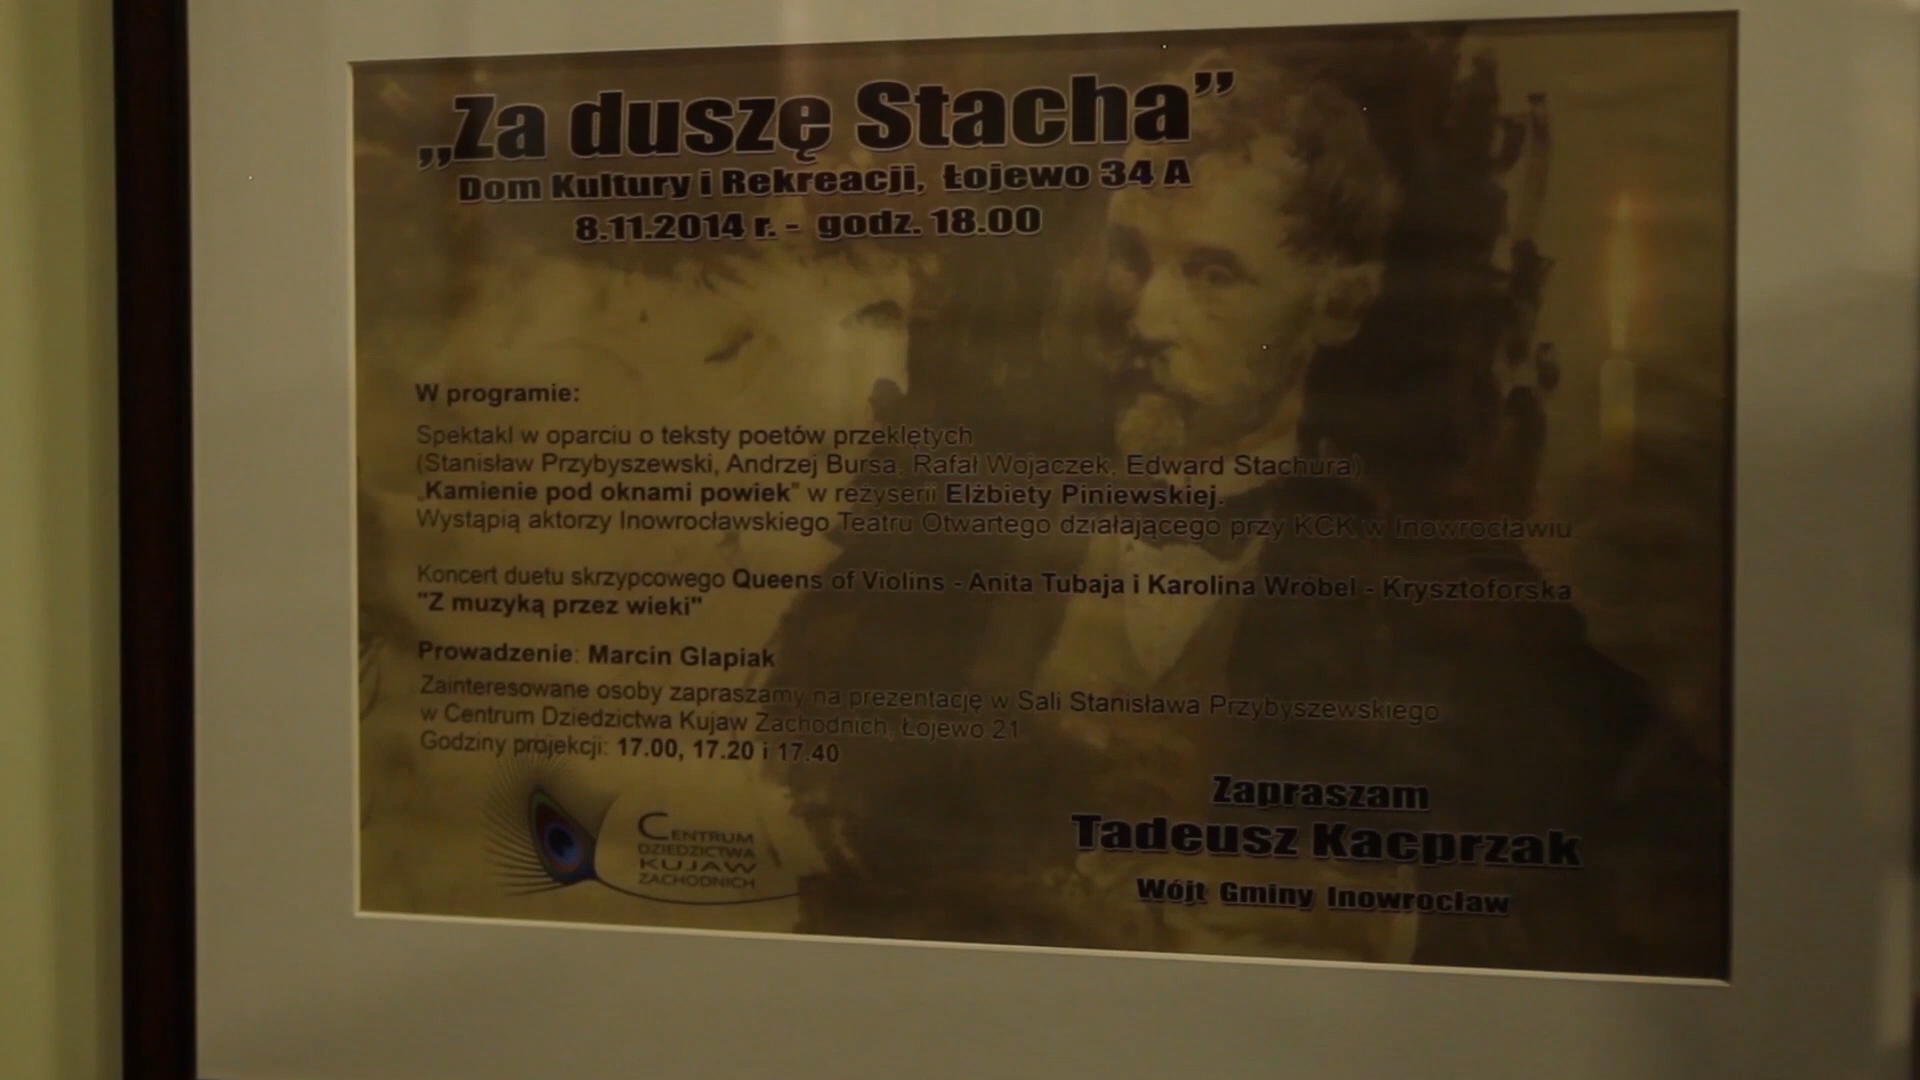 „Za duszę Stacha”
Dom Kultury i Rekreacji, Łojewo 34 A
8.11.2014 r. - godz. 18.00
W programie:
Spektakl w oparciu o teksty poetów przeklętych
(Stanisław Przybyszewski, Andrzej Bursa, Rafał Wojaczek, Edward Stachura)
„Kamienie pod oknami powiek" w reżyserii Elżbiety Piniewskiej.
Wystąpią aktorzy Inowrocławskiego Teatru Otwartego działającego przy KCK w Inowrocławiu
Koncert duetu skrzypcowego Queens of Violins - Anita Tubaja i Karolina Wróbel - Krysztoforska
"Z muzyką przez wieki"
Prowadzenie: Marcin Glapiak
Zainteresowane osoby zapraszamy na prezentację w Sali Stanisława Przybyszewskiego
w Centrum Dziedzictwa Kujaw Zachodnich, Łojewo 21
Godziny projekcji: 17.00, 17.20 i 17.40
CENTRUM
DZIEDZICTWA
KUJAW
ZACHODNICH
Zapraszam
Tadeusz Kacprzak
Wójt Gminy Inowrocław